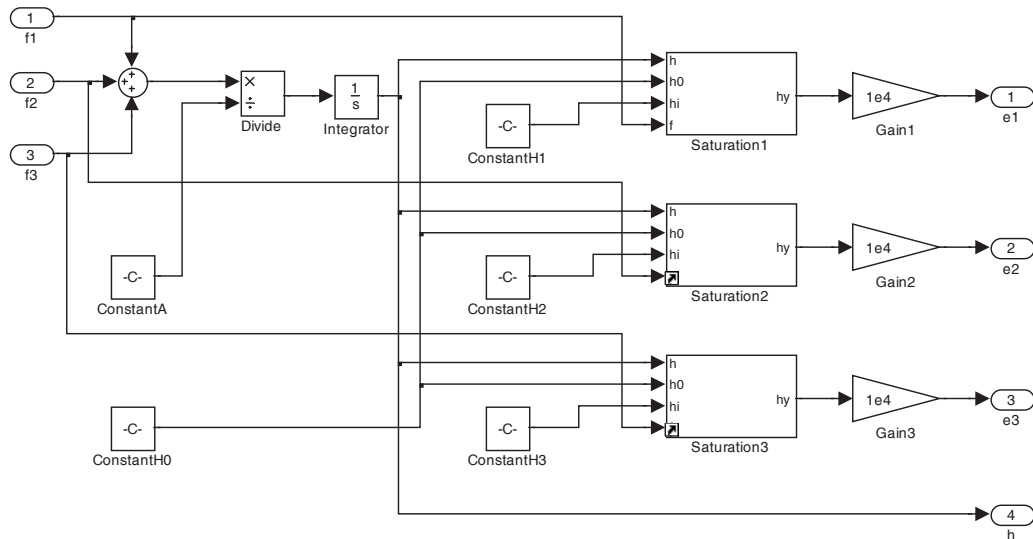 1
f1
2
f2
3
f3
+
+
+
×
÷
Divide
1
s
Integrator
-C-
ConstantH1
h
h0
hi
f
hy
Saturation1
1e4
Gain1
1
e1
-C-
ConstantA
-C-
ConstantH2
h
h0
hi
hy
Saturation2
1e4
Gain2
2
e2
-C-
ConstantH0
-C-
ConstantH3
h
h0
hi
hy
Saturation3
1e4
Gain3
3
e3
4
h